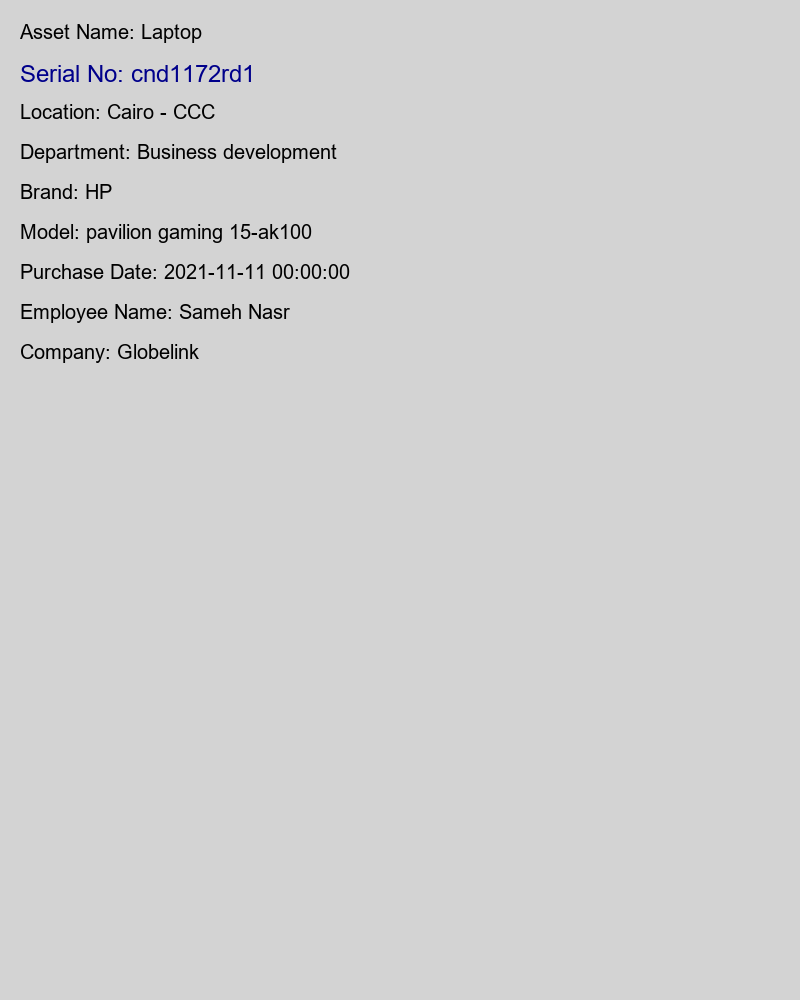 Asset Name: Laptop
Serial No: cnd1172rd1
Location: Cairo - CCC
Department: Business development
Brand: HP
Model: pavilion gaming 15-ak100
Purchase Date: 2021-11-11 00:00:00
Employee Name: Sameh Nasr
Company: Globelink